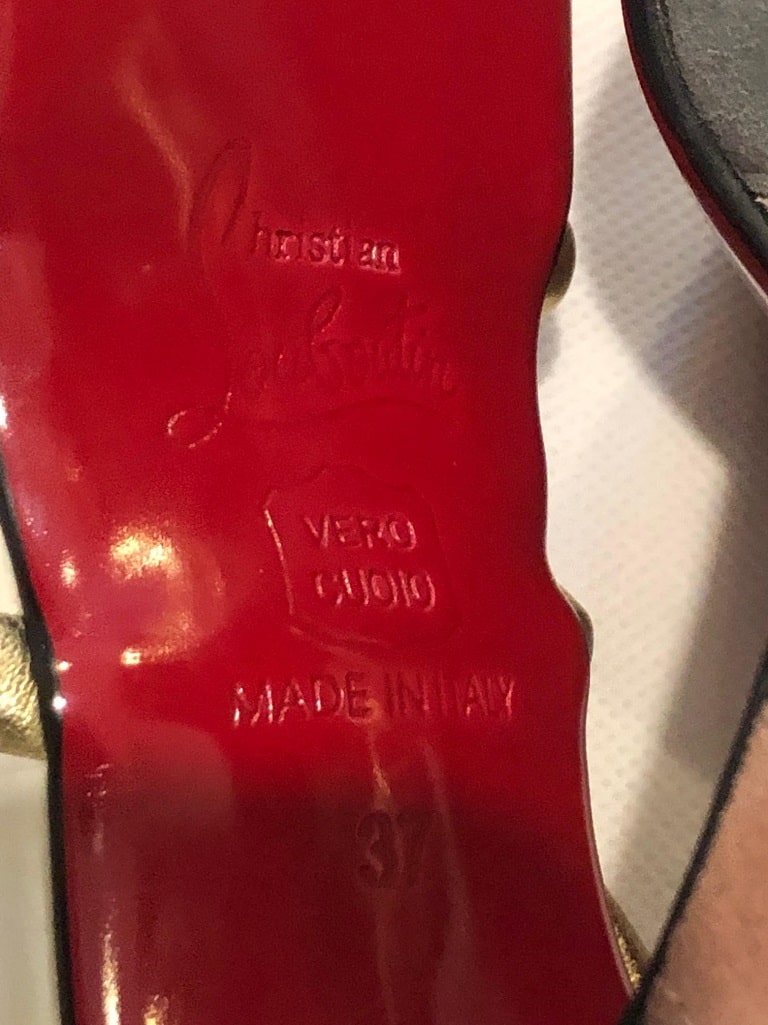 Christian
Louboutin
VERO
CUOIO
MADE IN ITALY
37